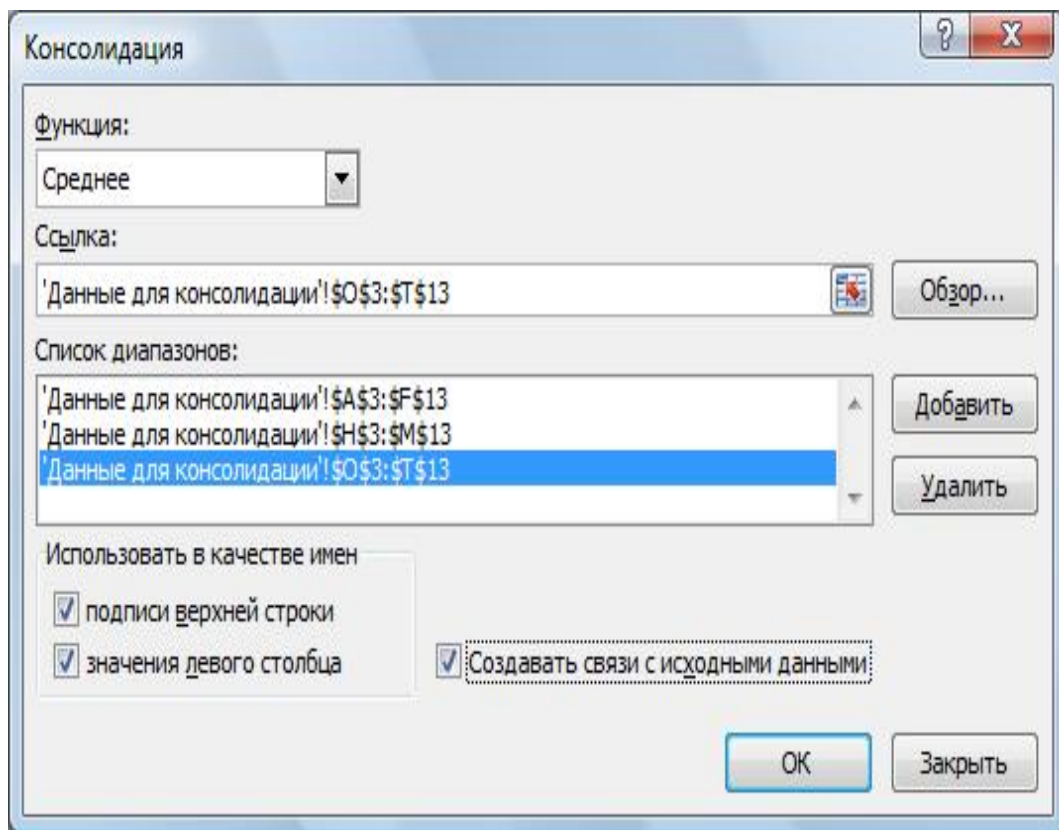 Консолидация
Функция:
Среднее
Ссылка:
'Данные для консолидации'!$O$3:$T$13
Обзор...
Список диапазонов:
'Данные для консолидации'!$A$3:$F$13
'Данные для консолидации'!$H$3:$M$13
'Данные для консолидации'!$O$3:$T$13
Добавить
Удалить
Использовать в качестве имен
подписи верхней строки
значения левого столбца
Создавать связи с исходными данными
ОК
Закрыть